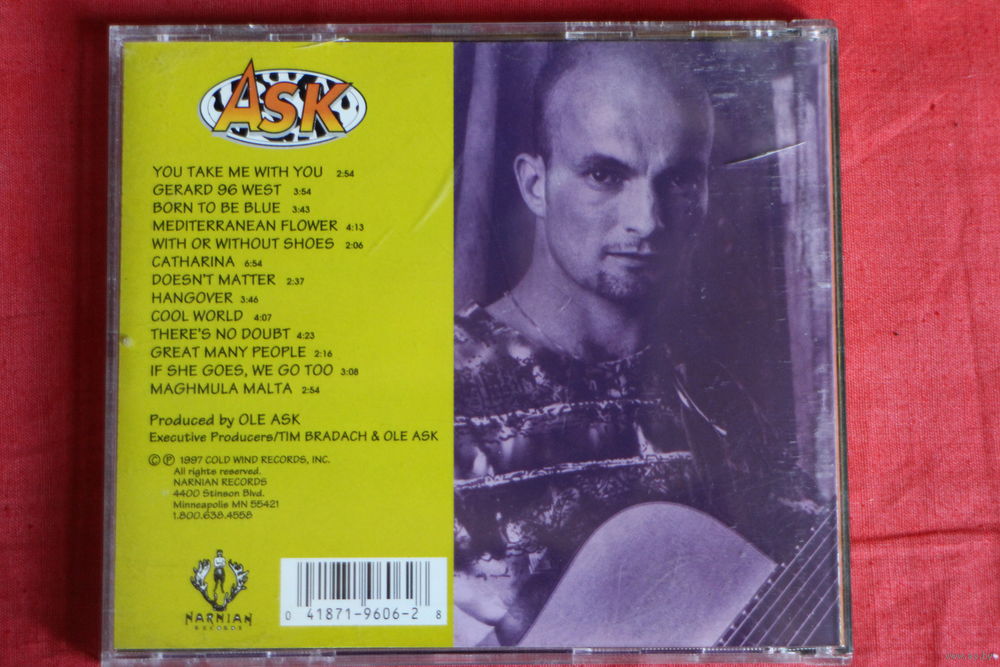 ASK
YOU TAKE ME WITH YOU 2:54
GERARD 96 WEST 3:54
BORN TO BE BLUE 3:43
MEDITERRANEAN FLOWER 4:13
WITH OR WITHOUT SHOES 2:06
CATHARINA 6:54
DOESN'T MATTER 2:37
HANGOVER 3:46
COOL WORLD 4:07
THERE'S NO DOUBT 4:23
GREAT MANY PEOPLE 2:16
IF SHE GOES, WE GO TOO 3:08
MAGHMULA MALTA 2:54
Produced by OLE ASK
Executive Producers/TIM BRADACH & OLE ASK
© ℗ 1997 COLD WIND RECORDS, INC.
All rights reserved.
NARNIAN RECORDS
4400 Stinson Blvd.
Minneapolis MN 55421
1.800.638.4558
NARNIAN
RECORDS
0 41871-9606-2 8